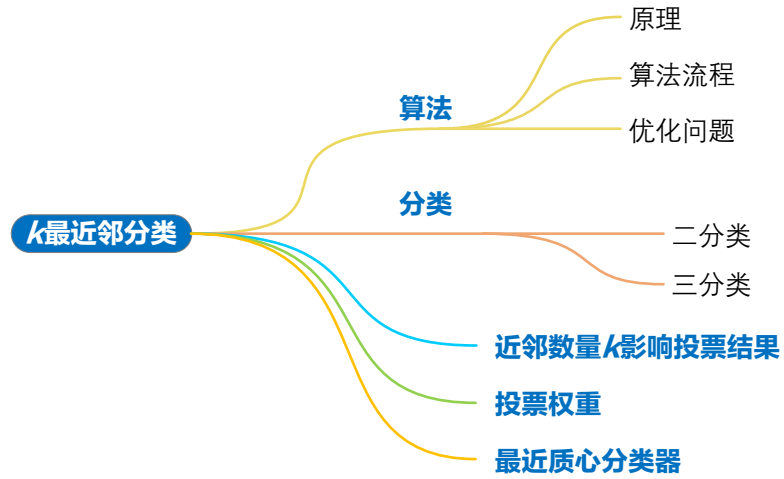 k最近邻分类
算法
原理
算法流程
优化问题
分类
二分类
三分类
近邻数量k影响投票结果
投票权重
最近质心分类器